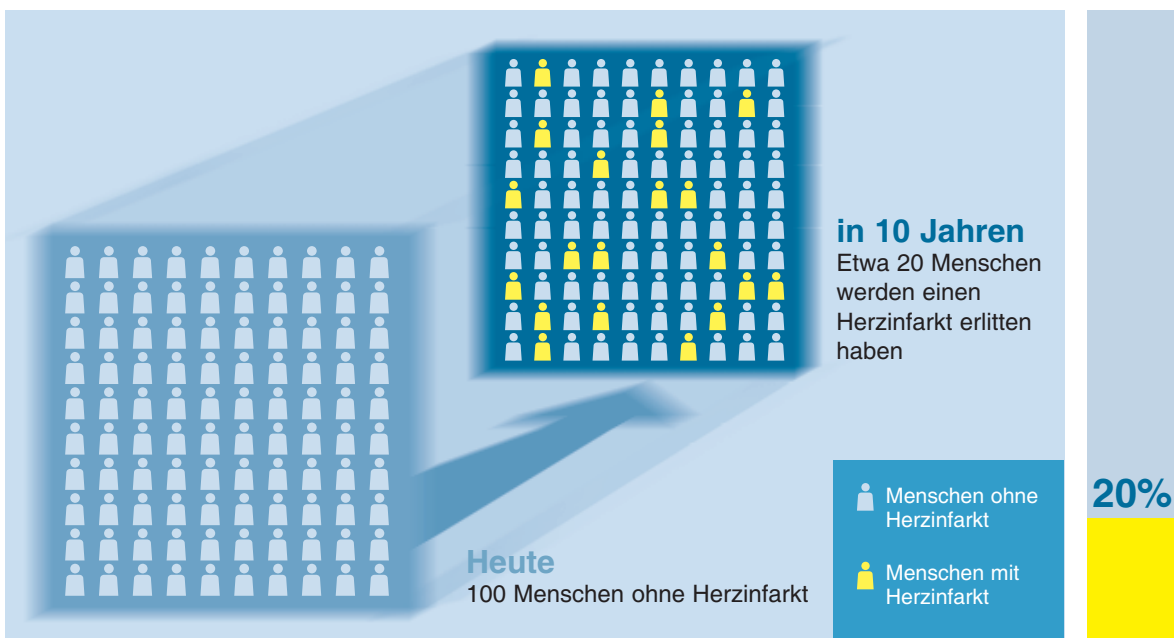 in 10 Jahren
Etwa 20 Menschen
werden einen
Herzinfarkt erlitten
haben
Heute
100 Menschen ohne Herzinfarkt
Menschen ohne
Herzinfarkt
Menschen mit
Herzinfarkt
20%